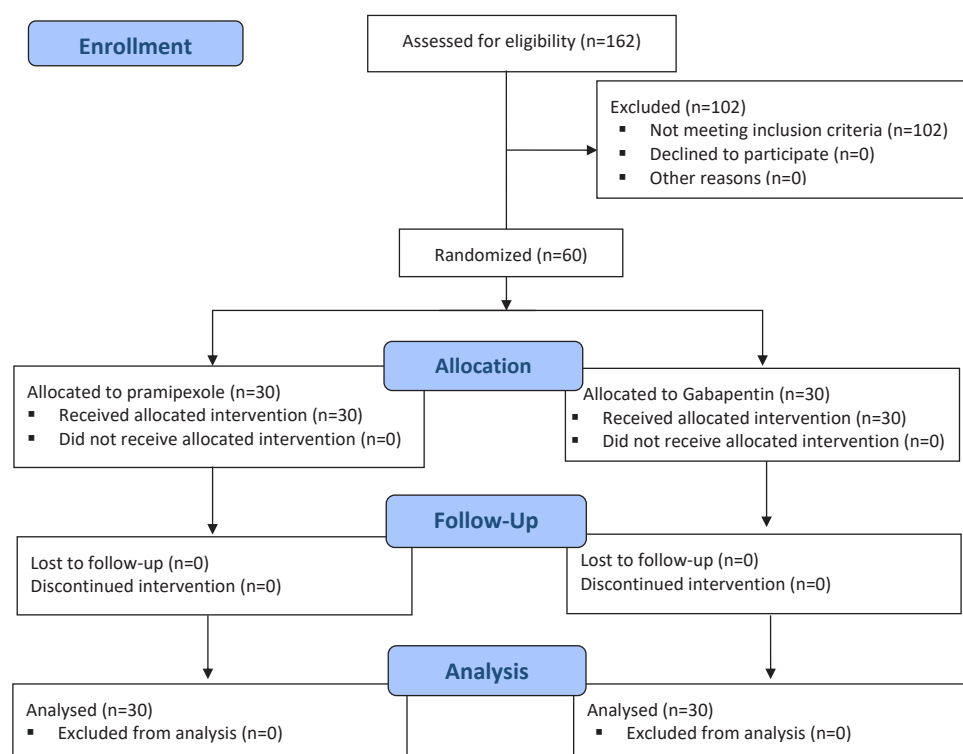 Enrollment
Assessed for eligibility (n=162)
Excluded (n=102)
▪ Not meeting inclusion criteria (n=102)
▪ Declined to participate (n=0)
▪ Other reasons (n=0)
Randomized (n=60)
Allocation
Allocated to pramipexole (n=30)
▪ Received allocated intervention (n=30)
▪ Did not receive allocated intervention (n=0)
Allocated to Gabapentin (n=30)
▪ Received allocated intervention (n=30)
▪ Did not receive allocated intervention (n=0)
Follow-Up
Lost to follow-up (n=0)
Discontinued intervention (n=0)
Lost to follow-up (n=0)
Discontinued intervention (n=0)
Analysis
Analysed (n=30)
▪ Excluded from analysis (n=0)
Analysed (n=30)
▪ Excluded from analysis (n=0)